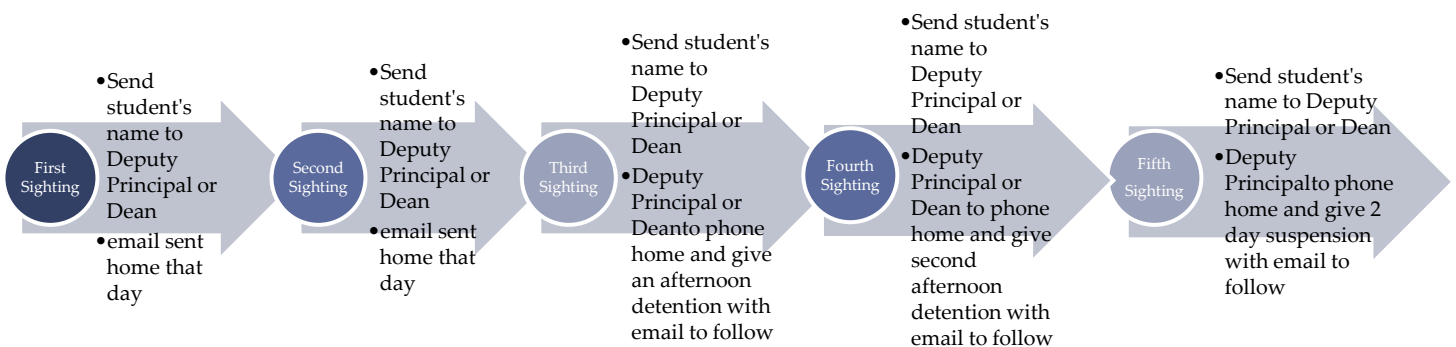 First
Sighting
•Send
student's
name to
Deputy
Principal or
Dean
•email sent
home that
day
Second
Sighting
•Send
student's
name to
Deputy
Principal or
Dean
•email sent
home that
day
Third
Sighting
•Send student's
name to
Deputy
Principal or
Dean
•Deputy
Principal or
Deanto phone
home and give
an afternoon
detention with
email to follow
Fourth
Sighting
•Send student's
name to
Deputy
Principal or
Dean
•Deputy
Principal or
Dean to phone
home and give
second
afternoon
detention with
email to follow
Fifth
Sighting
•Send student's
name to Deputy
Principal or Dean
•Deputy
Principalto phone
home and give 2
day suspension
with email to
follow